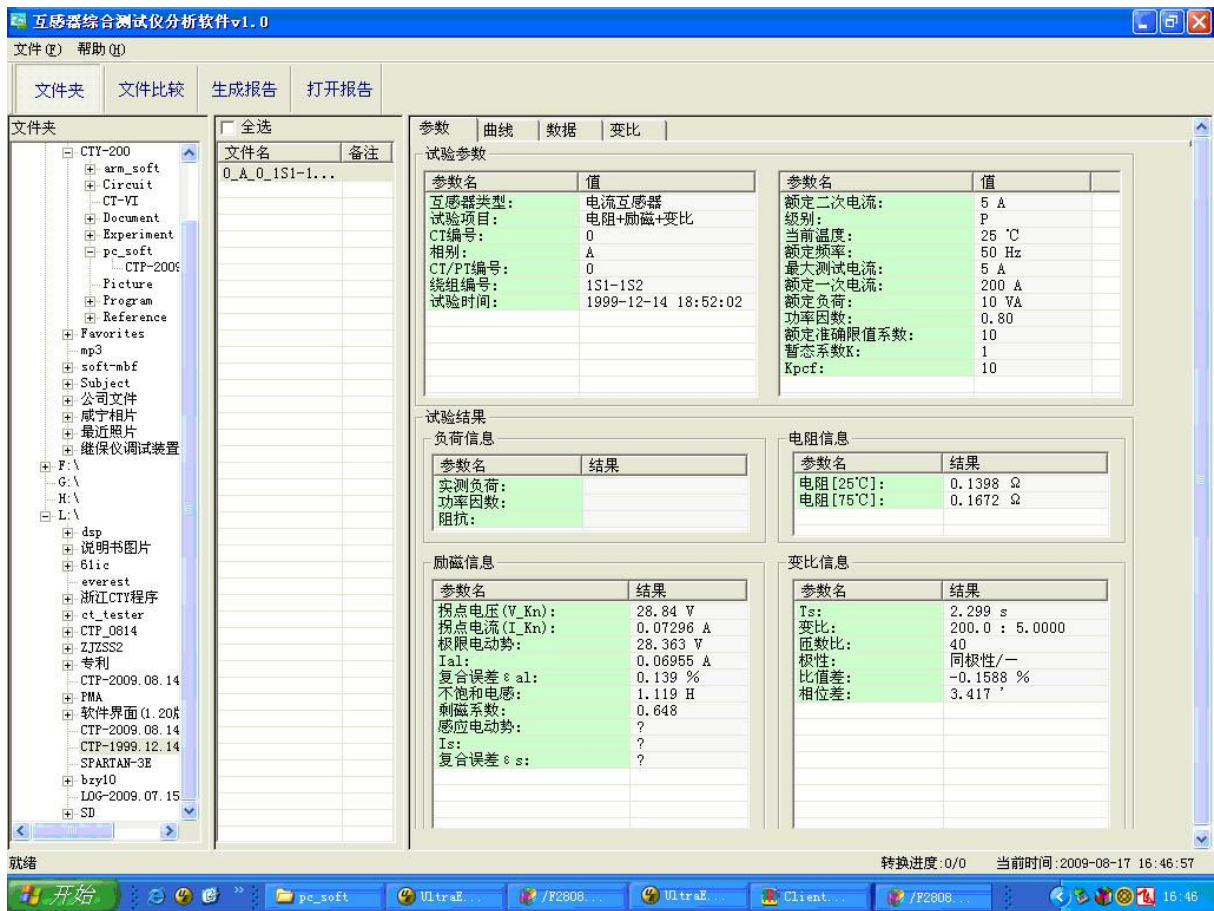 互感器综合测试仪分析软件v1.0
文件(F) 帮助(H)
文件夹 文件比较 生成报告 打开报告
文件夹
CTY-200
arm_soft
Circuit
CT-VI
Document
Experiment
pc_soft
CTP-2009
Picture
Program
Reference
Favorites
mp3
soft-mbf
Subject
公司文件
咸宁相片
最近照片
继保仪调试装置
F:\
G:\
H:\
L:\
dsp
说明书图片
61ic
everest
浙江CTY程序
ct_tester
CTP_0814
ZJZSS2
专利
CTP-2009.08.14
PMA
软件界面(1.20版
CTP-2009.08.14
CTP-1999.12.14
SPARTAN-3E
bzy10
LOG-2009.07.15
SD
全选
文件名 备注
0_A_0_1S1-1...
参数 曲线 数据 变比
试验参数
参数名 值
互感器类型: 电流互感器
试验项目: 电阻+励磁+变比
CT编号: 0
相别: A
CT/PT编号: 0
绕组编号: 1S1-1S2
试验时间: 1999-12-14 18:52:02
参数名 值
额定二次电流: 5 A
级别: P
当前温度: 25 ℃
额定频率: 50 Hz
最大测试电流: 5 A
额定一次电流: 200 A
额定负荷: 10 VA
功率因数: 0.80
额定准确限值系数: 10
暂态系数K: 1
Kpcf: 10
试验结果
负荷信息
参数名 结果
实测负荷:
功率因数:
阻抗:
电阻信息
参数名 结果
电阻[25℃]: 0.1398 Ω
电阻[75℃]: 0.1672 Ω
励磁信息
参数名 结果
拐点电压(V_Kn): 28.84 V
拐点电流(I_Kn): 0.07296 A
极限电动势: 28.363 V
Ial: 0.06955 A
复合误差εal: 0.139 %
不饱和电感: 1.119 H
剩磁系数: 0.648
感应电动势: ?
Is: ?
复合误差εs: ?
变比信息
参数名 结果
Ts: 2.299 s
变比: 200.0 : 5.0000
匝数比: 40
极性: 同极性/—
比值差: -0.1588 %
相位差: 3.417 '
就绪 转换进度:0/0 当前时间:2009-08-17 16:46:57
开始 pc_soft UltraE... /F2808... UltraE... Client... /F2808... 16:46